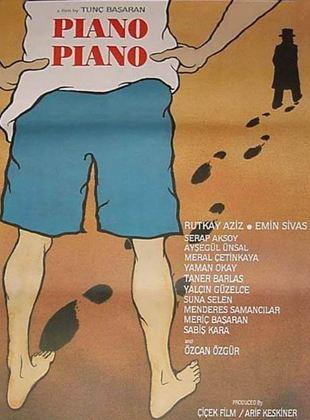 a film by TUNÇ BAŞARAN
PIANO
PIANO
RUTKAY AZİZ • EMİN SİVAS
SERAP AKSOY
AYŞEGÜL ÜNSAL
MERAL ÇETİNKAYA
YAMAN OKAY
TANER BARLAS
YALÇIN GÜZELCE
SUNA SELEN
MENDERES SAMANCILAR
MERİÇ BAŞARAN
SABİŞ KARA
AND
ÖZCAN ÖZGÜR
PRODUCED BY
ÇİÇEK FİLM / ARİF KESKİNER